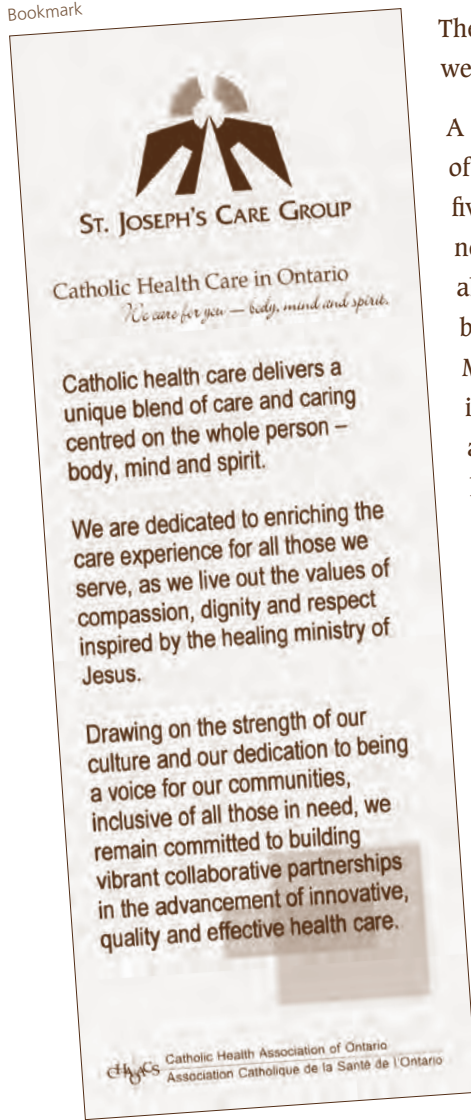 Bookmark
ST. JOSEPH'S CARE GROUP
Catholic Health Care in Ontario
We care for you — body, mind and spirit.
Catholic health care delivers a
unique blend of care and caring
centred on the whole person –
body, mind and spirit.
We are dedicated to enriching the
care experience for all those we
serve, as we live out the values of
compassion, dignity and respect
inspired by the healing ministry of
Jesus.
Drawing on the strength of our
culture and our dedication to being
a voice for our communities,
inclusive of all those in need, we
remain committed to building
vibrant collaborative partnerships
in the advancement of innovative,
quality and effective health care.
Catholic Health Association of Ontario
Association Catholique de la Santé de l'Ontario
A
of